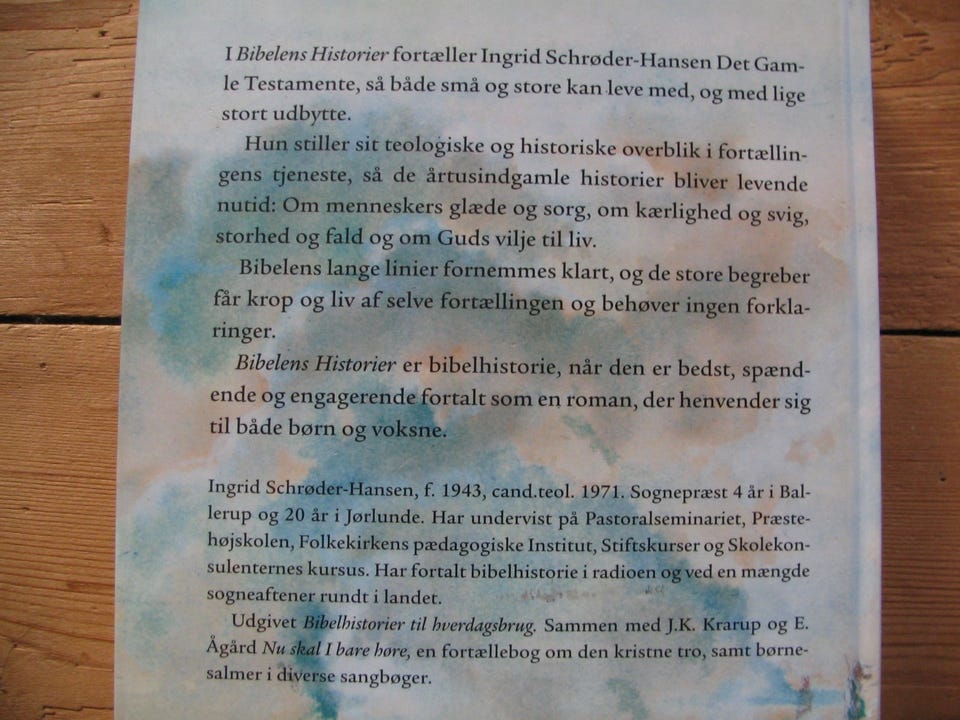 I Bibelens Historier fortæller Ingrid Schrøder-Hansen Det Gam-
le Testamente, så både små og store kan leve med, og med lige
stort udbytte.
Hun stiller sit teologiske og historiske overblik i fortællin-
gens tjeneste, så de årtusindgamle historier bliver levende
nutid: Om menneskers glæde og sorg, om kærlighed og svig,
storhed og fald og om Guds vilje til liv.
Bibelens lange linier fornemmes klart, og de store begreber
får krop og liv af selve fortællingen og behøver ingen forkla-
ringer.
Bibelens Historier er bibelhistorie, når den er bedst, spænd-
ende og engagerende fortalt som en roman, der henvender sig
til både børn og voksne.
Ingrid Schrøder-Hansen, f. 1943, cand.teol. 1971. Sognepræst 4 år i Bal-
lerup og 20 år i Jørlunde. Har undervist på Pastoralseminariet, Præste-
højskolen, Folkekirkens pædagogiske Institut, Stiftskurser og Skolekon-
sulenternes kursus. Har fortalt bibelhistorie i radioen og ved en mængde
sogneaftener rundt i landet.
Udgivet Bibelhistorier til hverdagsbrug. Sammen med J.K. Krarup og E.
Ågård Nu skal I bare høre, en fortællebog om den kristne tro, samt børne-
salmer i diverse sangbøger.